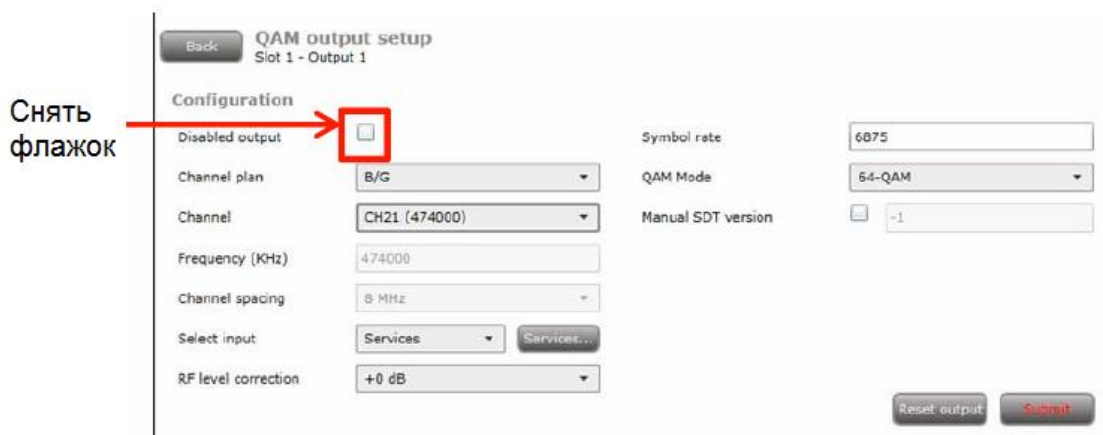 Back
QAM output setup
Slot 1 - Output 1
Configuration
Снять
флажок
Disabled output
Channel plan
B/G
Channel
CH21 (474000)
Frequency (KHz)
474000
Channel spacing
8 MHz
Select input
Services
Services...
RF level correction
+0 dB
Symbol rate
6875
QAM Mode
64-QAM
Manual SDT version
-1
Reset output
Submit